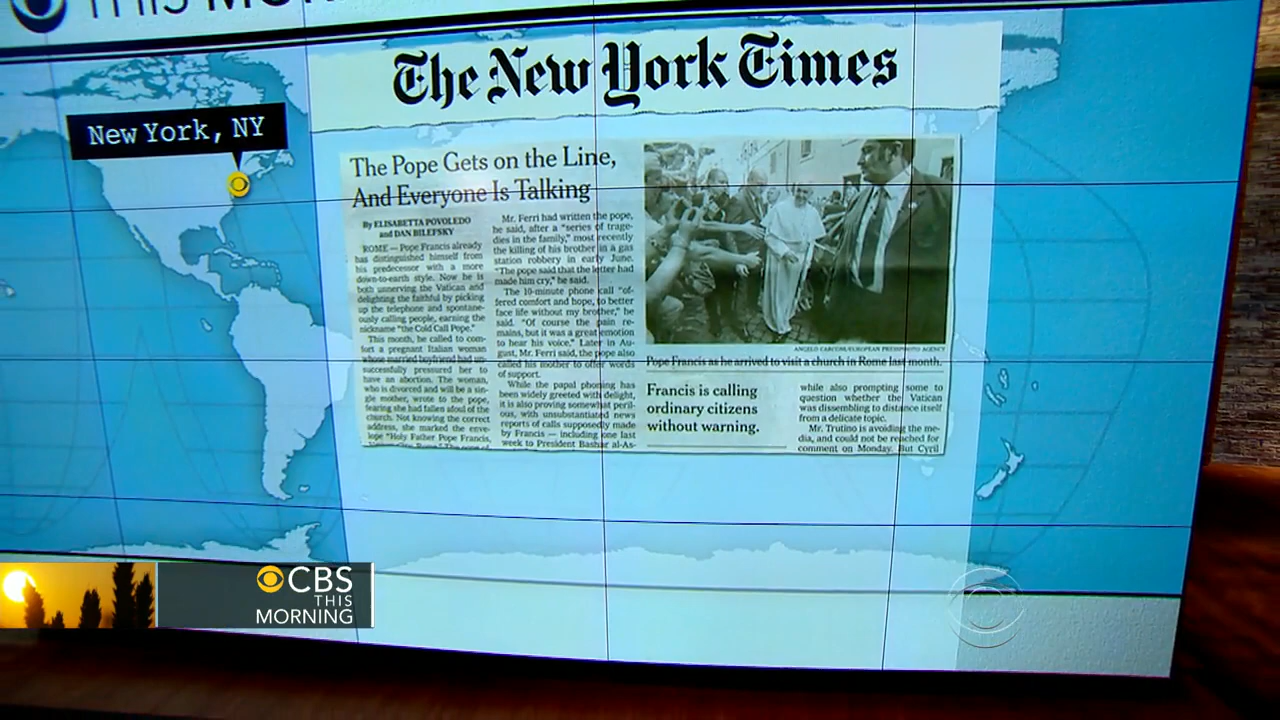 THIS MOR
The New York Times
New York, NY
The Pope Gets on the Line,
And Everyone Is Talking
By ELISABETTA POVOLEDO
and DAN BILEFSKY
ROME — Pope Francis already
has distinguished himself from
his predecessor with a more
down-to-earth style. Now he is
both unnerving the Vatican and
delighting the faithful by picking
up the telephone and spontane-
ously calling people, earning the
nickname "the Cold Call Pope."
This month, he called to com-
fort a pregnant Italian woman
whose married boyfriend had un-
successfully pressured her to
have an abortion. The woman,
who is divorced and will be a sin-
gle mother, wrote to the pope,
fearing she had fallen afoul of the
church. Not knowing the correct
address, she marked the enve-
lope "Holy Father Pope Francis,
Mr. Ferri had written the pope,
he said, after a "series of trage-
dies in the family," most recently
the killing of his brother in a gas
station robbery in early June.
"The pope said that the letter had
made him cry," he said.
The 10-minute phone call "of-
fered comfort and hope, to better
face life without my brother," he
said. "Of course the pain re-
mains, but it was a great emotion
to hear his voice." Later in Au-
gust, Mr. Ferri said, the pope also
called his mother to offer words
of support.
While the papal phoning has
been widely greeted with delight,
it is also proving somewhat peril-
ous, with unsubstantiated news
reports of calls supposedly made
by Francis — including one last
week to President Bashar al-As-
ANGELO CARCONI/EUROPEAN PRESSPHOTO AGENCY
Pope Francis as he arrived to visit a church in Rome last month.
Francis is calling
ordinary citizens
without warning.
while also prompting some to
question whether the Vatican
was dissembling to distance itself
from a delicate topic.
Mr. Trutino is avoiding the me-
dia, and could not be reached for
comment on Monday. But Cyril
CBS
THIS
MORNING